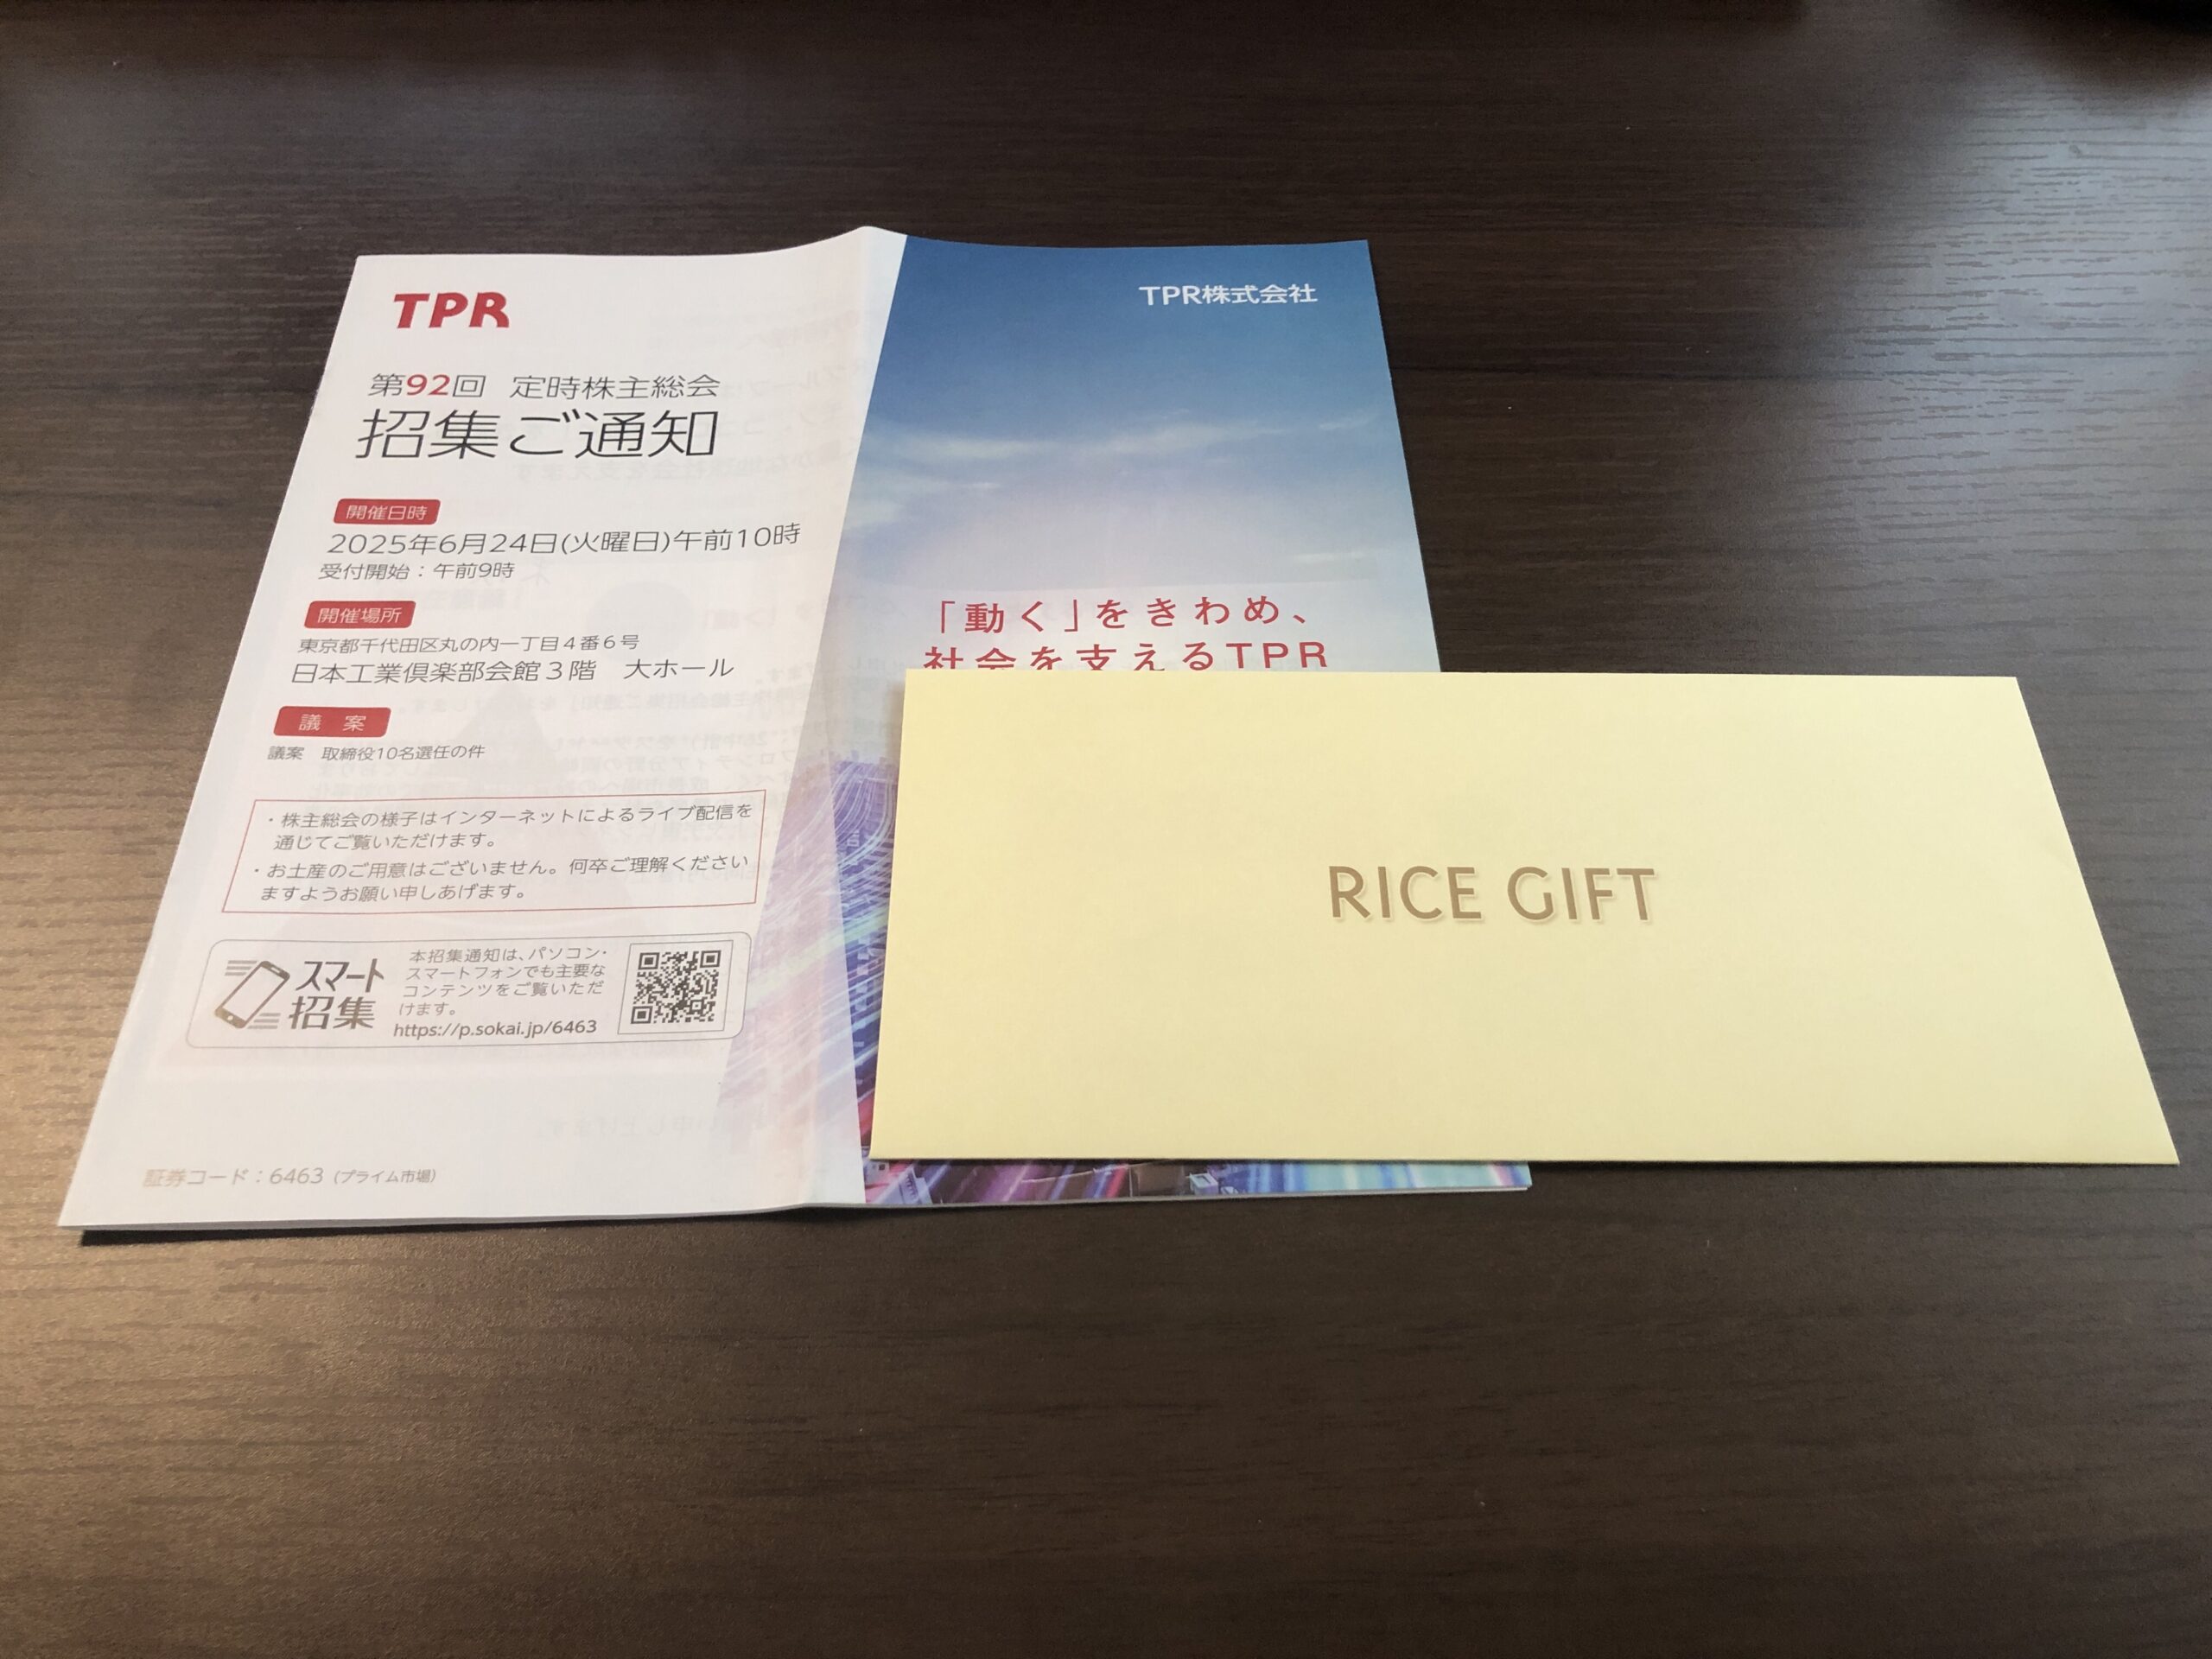 TPR
第92回 定時株主総会
招集ご通知
開催日時
2025年6月24日(火曜日)午前10時
受付開始：午前9時
開催場所
東京都千代田区丸の内一丁目4番6号
日本工業倶楽部会館3階 大ホール
議 案
議案 取締役10名選任の件
・株主総会の様子はインターネットによるライブ配信を
通じてご覧いただけます。
・お土産のご用意はございません。何卒ご理解ください
ますようお願い申しあげます。
スマート
招集
本招集通知は、パソコン・
スマートフォンでも主要な
コンテンツをご覧いただ
けます。
https://p.sokai.jp/6463
証券コード：6463（プライム市場）
TPR株式会社
「動く」をきわめ、
社会を支えるTPR
RICE GIFT